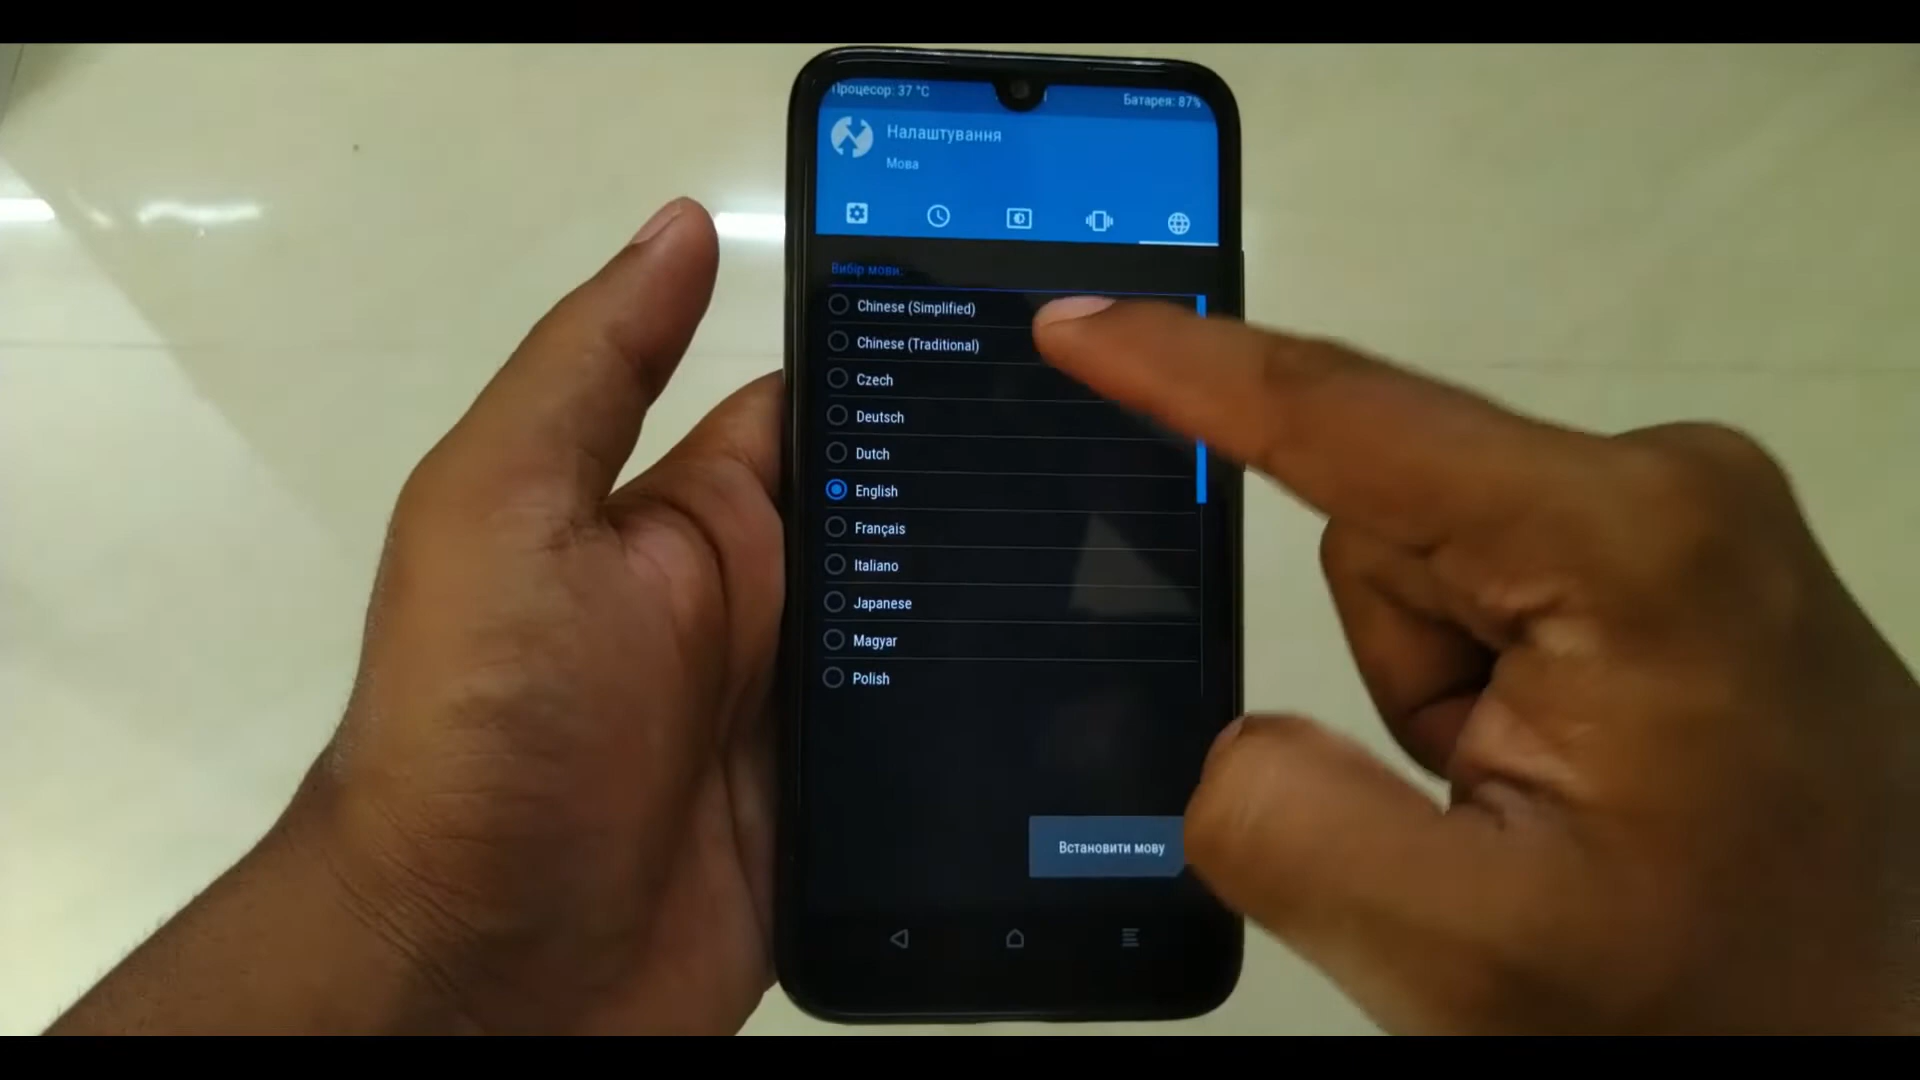 Процесор: 37 °C
Батарея: 87%
Налаштування
Мова
Вибір мови:
Chinese (Simplified)
Chinese (Traditional)
Czech
Deutsch
Dutch
English
Français
Italiano
Japanese
Magyar
Polish
Встановити мову